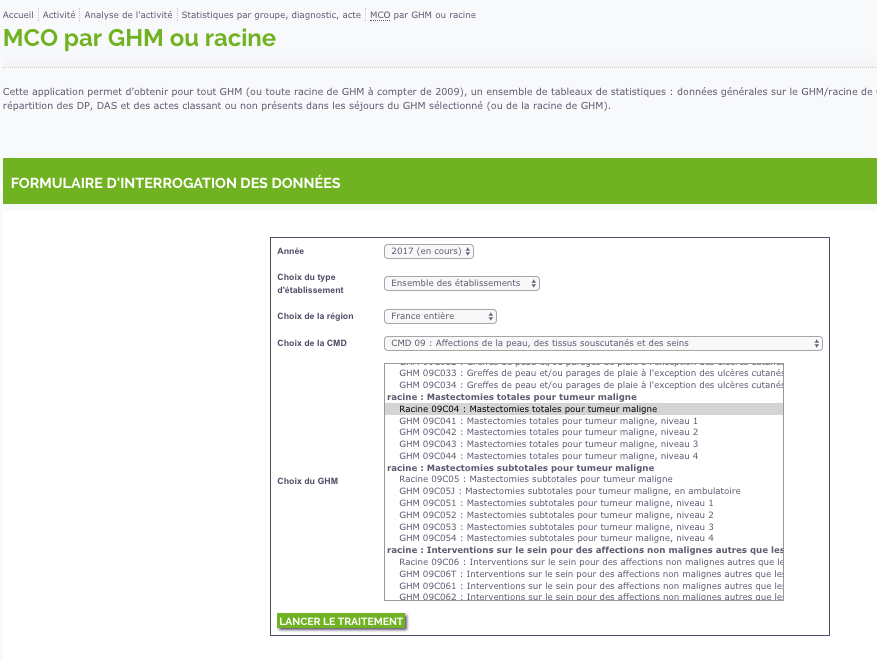 Accueil Activité Analyse de l'activité Statistiques par groupe, diagnostic, acte MCO par GHM ou racine
MCO par GHM ou racine
Cette application permet d'obtenir pour tout GHM (ou toute racine de GHM à compter de 2009), un ensemble de tableaux de statistiques : données générales sur le GHM/racine de
répartition des DP, DAS et des actes classant ou non présents dans les séjours du GHM sélectionné (ou de la racine de GHM).
FORMULAIRE D'INTERROGATION DES DONNÉES
Année 2017 (en cours)
Choix du type
d'établissement Ensemble des établissements
Choix de la région France entière
Choix de la CMD CMD 09 : Affections de la peau, des tissus souscutanés et des seins
Choix du GHM
GHM 09C033 : Greffes de peau et/ou parages de plaie à l'exception des ulcères cutanés
GHM 09C034 : Greffes de peau et/ou parages de plaie à l'exception des ulcères cutanés
racine : Mastectomies totales pour tumeur maligne
Racine 09C04 : Mastectomies totales pour tumeur maligne
GHM 09C041 : Mastectomies totales pour tumeur maligne, niveau 1
GHM 09C042 : Mastectomies totales pour tumeur maligne, niveau 2
GHM 09C043 : Mastectomies totales pour tumeur maligne, niveau 3
GHM 09C044 : Mastectomies totales pour tumeur maligne, niveau 4
racine : Mastectomies subtotales pour tumeur maligne
Racine 09C05 : Mastectomies subtotales pour tumeur maligne
GHM 09C05J : Mastectomies subtotales pour tumeur maligne, en ambulatoire
GHM 09C051 : Mastectomies subtotales pour tumeur maligne, niveau 1
GHM 09C052 : Mastectomies subtotales pour tumeur maligne, niveau 2
GHM 09C053 : Mastectomies subtotales pour tumeur maligne, niveau 3
GHM 09C054 : Mastectomies subtotales pour tumeur maligne, niveau 4
racine : Interventions sur le sein pour des affections non malignes autres que les
Racine 09C06 : Interventions sur le sein pour des affections non malignes autres que le
GHM 09C06T : Interventions sur le sein pour des affections non malignes autres que les
GHM 09C061 : Interventions sur le sein pour des affections non malignes autres que les
GHM 09C062 : Interventions sur le sein pour des affections non malignes autres que les
LANCER LE TRAITEMENT